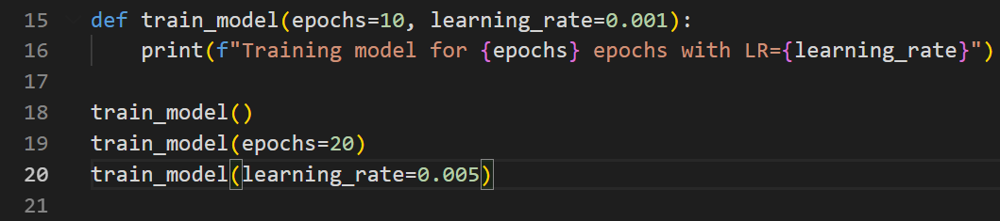 15 def train_model(epochs=10, learning_rate=0.001):
16     print(f"Training model for {epochs} epochs with LR={learning_rate}")
17
18 train_model()
19 train_model(epochs=20)
20 train_model(learning_rate=0.005)
21